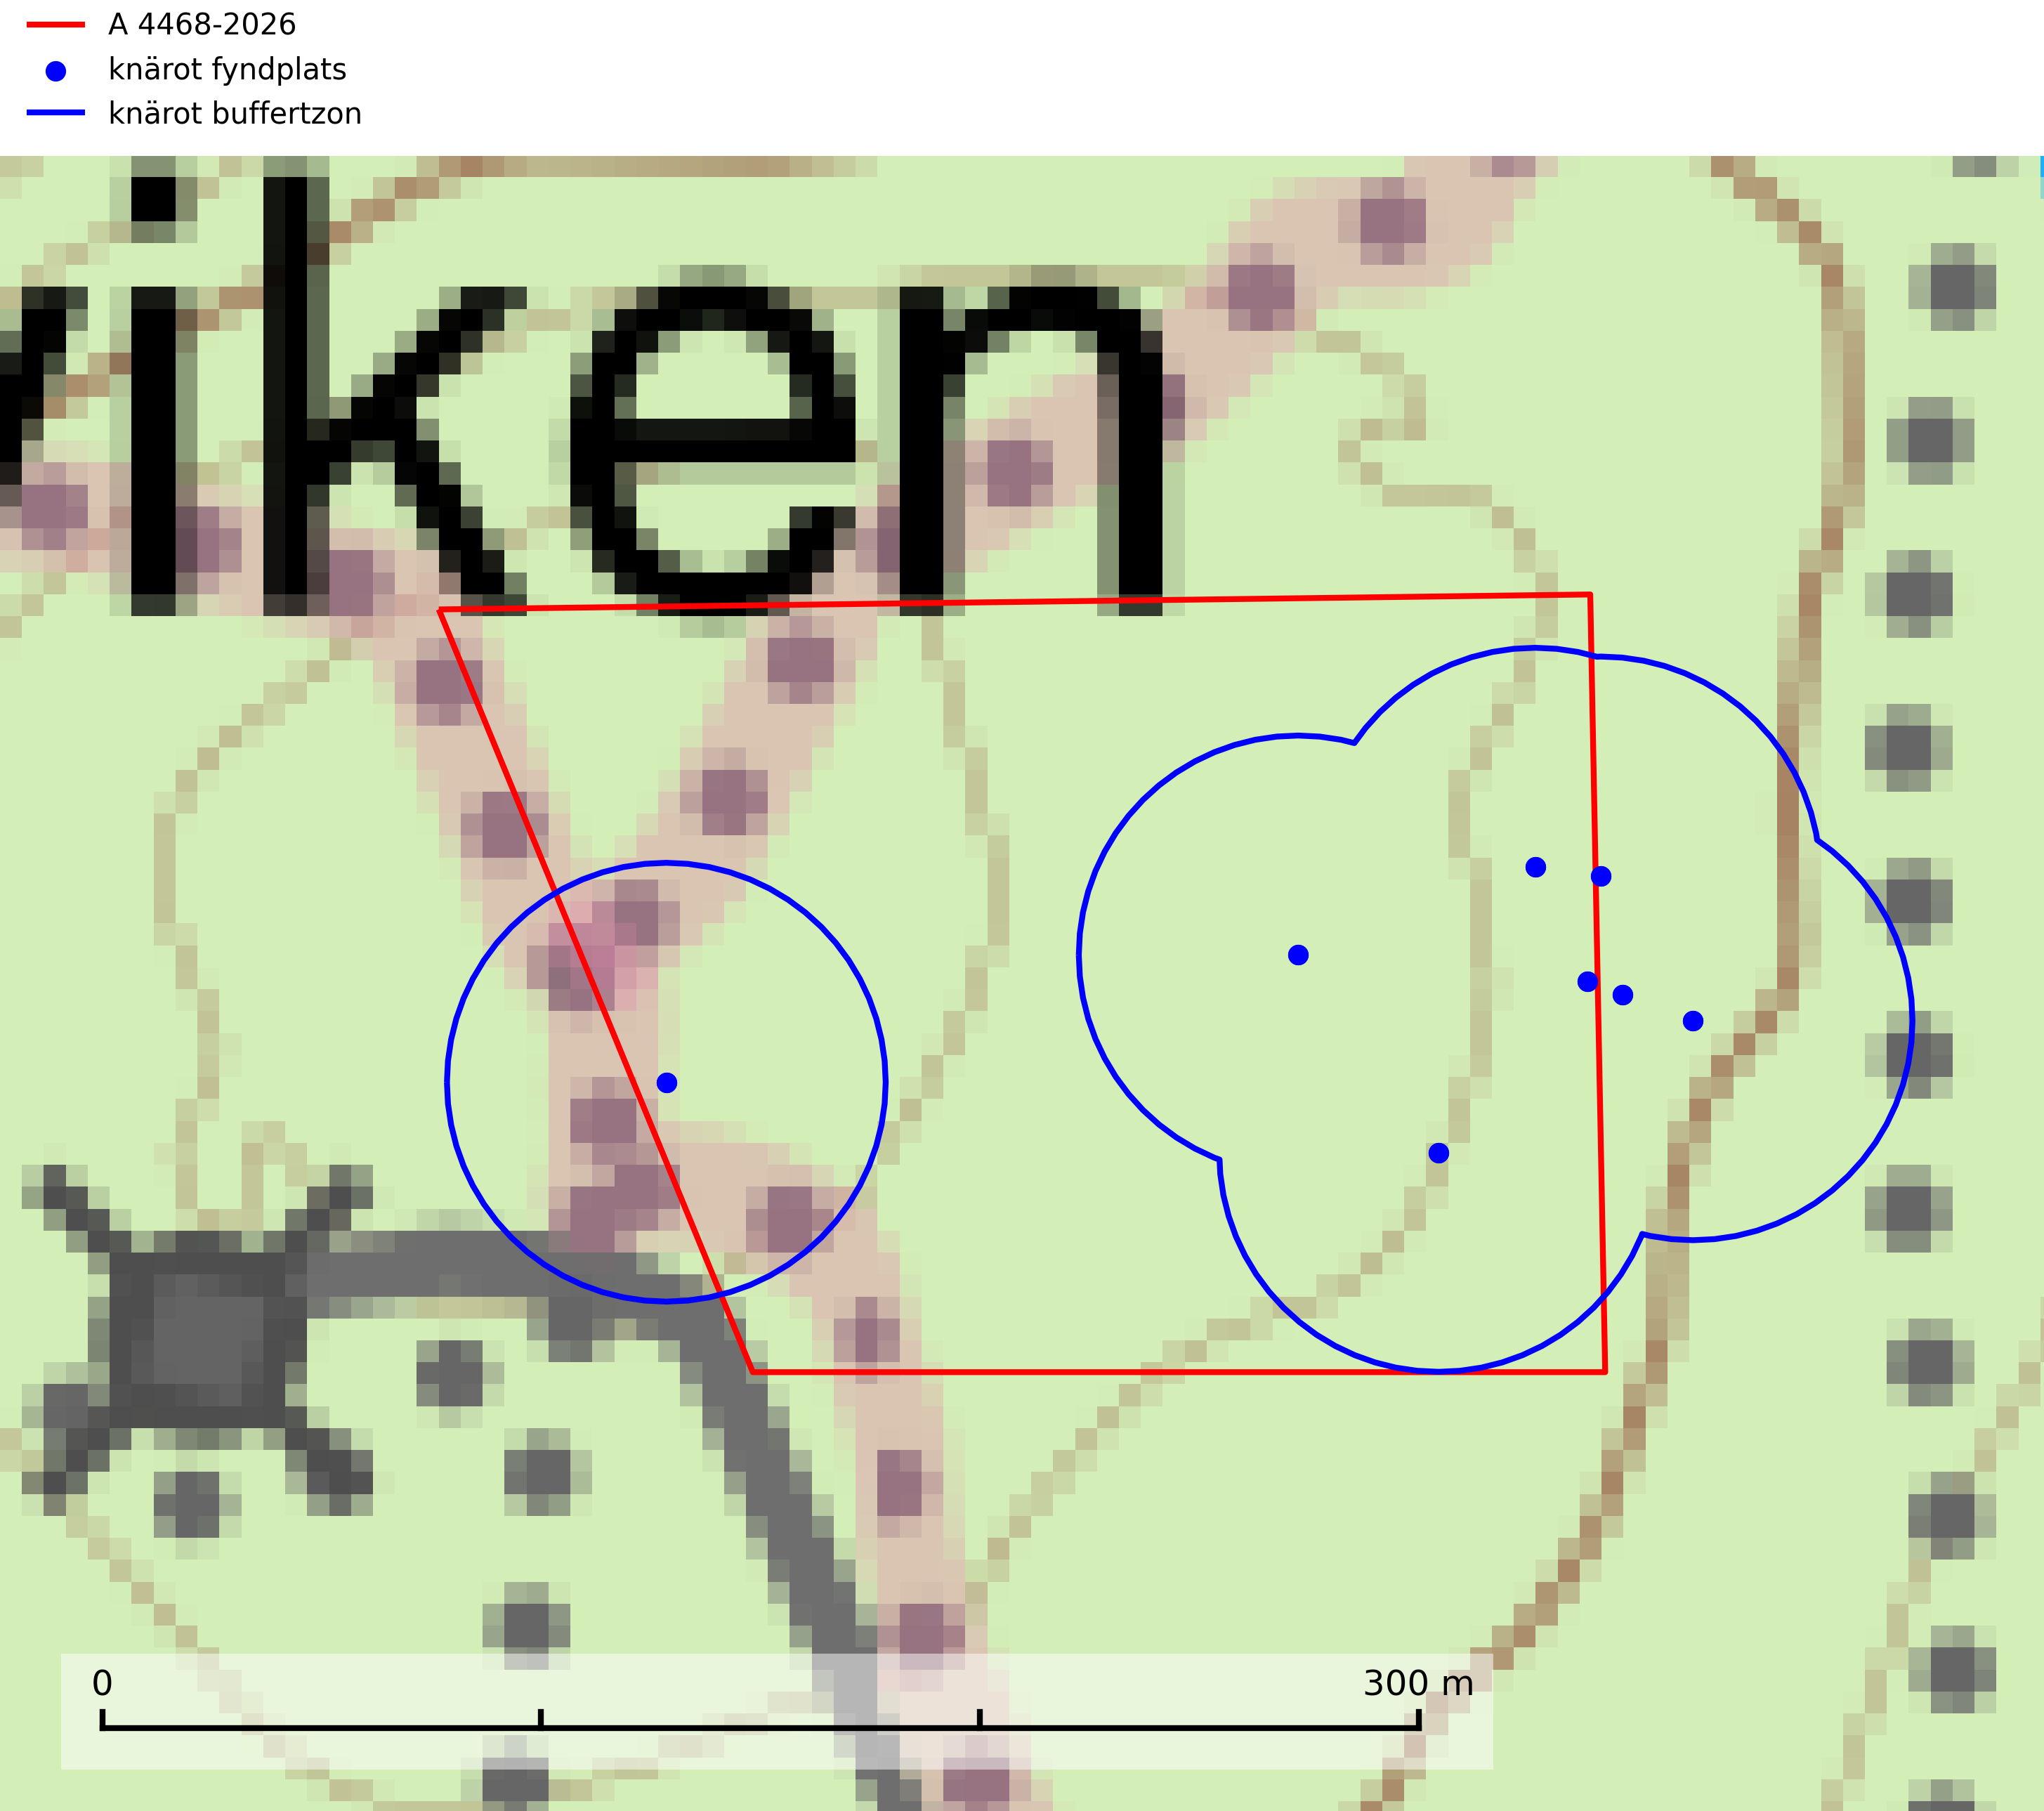 A 4468-2026
knärot fyndplats
knärot buffertzon
iken
0 300 m